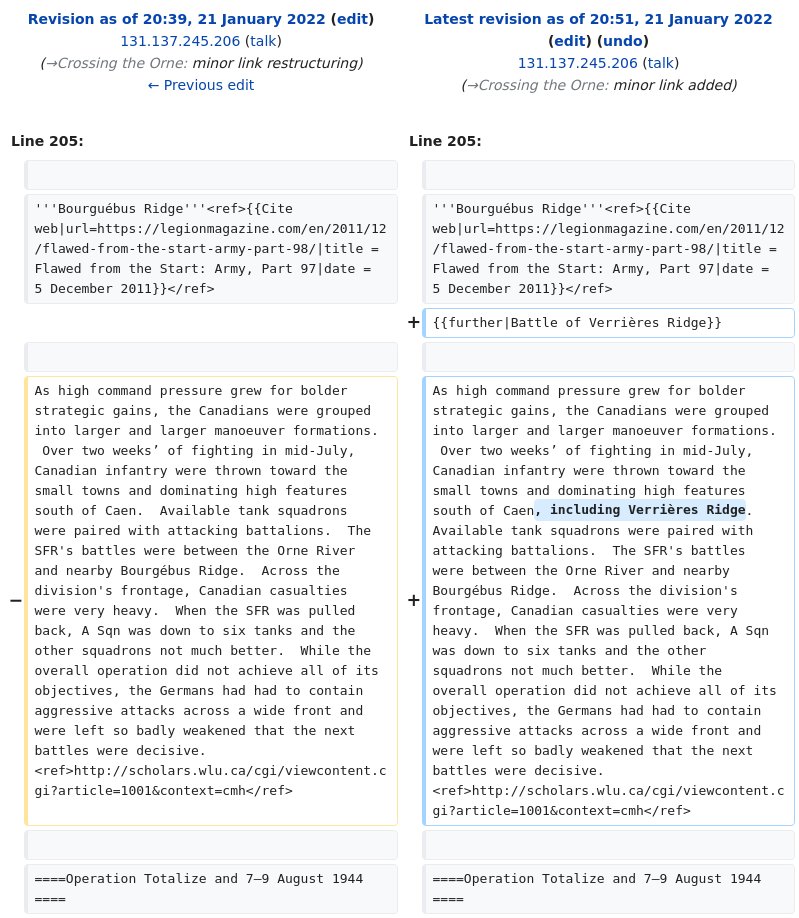 Revision as of 20:39, 21 January 2022 (edit)
131.137.245.206 (talk)
(→Crossing the Orne: minor link restructuring)
← Previous edit
Latest revision as of 20:51, 21 January 2022
(edit) (undo)
131.137.245.206 (talk)
(→Crossing the Orne: minor link added)
Line 205:
'''Bourguébus Ridge'''<ref>{{Cite
web|url=https://legionmagazine.com/en/2011/12
/flawed-from-the-start-army-part-98/|title =
Flawed from the Start: Army, Part 97|date =
5 December 2011}}</ref>
−
As high command pressure grew for bolder
strategic gains, the Canadians were grouped
into larger and larger manoeuver formations.
Over two weeks’ of fighting in mid-July,
Canadian infantry were thrown toward the
small towns and dominating high features
south of Caen.  Available tank squadrons
were paired with attacking battalions.  The
SFR's battles were between the Orne River
and nearby Bourgébus Ridge.  Across the
division's frontage, Canadian casualties
were very heavy.  When the SFR was pulled
back, A Sqn was down to six tanks and the
other squadrons not much better.  While the
overall operation did not achieve all of its
objectives, the Germans had had to contain
aggressive attacks across a wide front and
were left so badly weakened that the next
battles were decisive.
<ref>http://scholars.wlu.ca/cgi/viewcontent.c
gi?article=1001&context=cmh</ref>
====Operation Totalize and 7–9 August 1944
====
Line 205:
'''Bourguébus Ridge'''<ref>{{Cite
web|url=https://legionmagazine.com/en/2011/12
/flawed-from-the-start-army-part-98/|title =
Flawed from the Start: Army, Part 97|date =
5 December 2011}}</ref>
+ {{further|Battle of Verrières Ridge}}
+
As high command pressure grew for bolder
strategic gains, the Canadians were grouped
into larger and larger manoeuver formations.
Over two weeks’ of fighting in mid-July,
Canadian infantry were thrown toward the
small towns and dominating high features
south of Caen, including Verrières Ridge.
Available tank squadrons were paired with
attacking battalions.  The SFR's battles
were between the Orne River and nearby
Bourgébus Ridge.  Across the division's
frontage, Canadian casualties were very
heavy.  When the SFR was pulled back, A Sqn
was down to six tanks and the other
squadrons not much better.  While the
overall operation did not achieve all of its
objectives, the Germans had had to contain
aggressive attacks across a wide front and
were left so badly weakened that the next
battles were decisive.
<ref>http://scholars.wlu.ca/cgi/viewcontent.c
gi?article=1001&context=cmh</ref>
====Operation Totalize and 7–9 August 1944
====